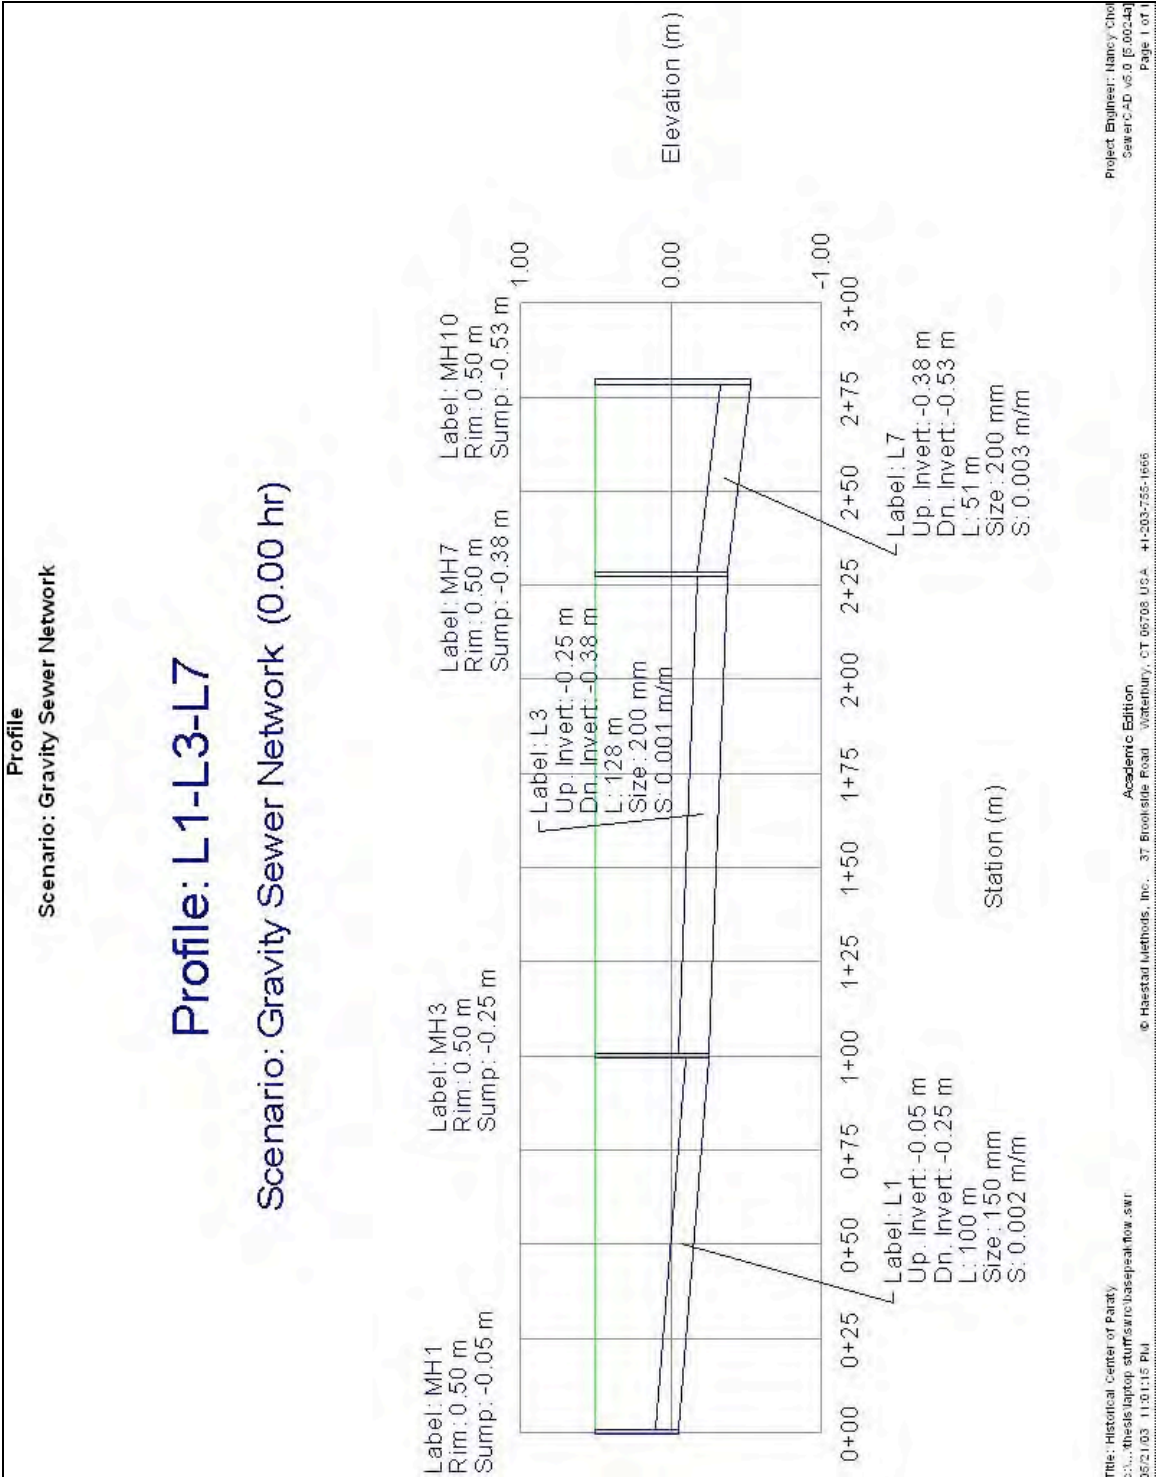 Profile
Scenario: Gravity Sewer Network
Profile: L1-L3-L7
Scenario: Gravity Sewer Network (0.00 hr)
Label: MH1
Rim: 0.50 m
Sump: -0.05 m
Label: MH3
Rim: 0.50 m
Sump: -0.25 m
Label: MH7
Rim: 0.50 m
Sump: -0.38 m
Label: MH10
Rim: 0.50 m
Sump: -0.53 m
Label: L3
Up. Invert: -0.25 m
Dn. Invert: -0.38 m
L: 128 m
Size: 200 mm
S: 0.001 m/m
1.00
0.00
-1.00
Elevation (m)
0+00
0+25
0+50
0+75
1+00
1+25
1+50
1+75
2+00
2+25
2+50
2+75
3+00
Label: L1
Up. Invert: -0.05 m
Dn. Invert: -0.25 m
L: 100 m
Size: 150 mm
S: 0.002 m/m
Label: L7
Up. Invert: -0.38 m
Dn. Invert: -0.53 m
L: 51 m
Size: 200 mm
S: 0.003 m/m
Station (m)
Title: Historical Center of Paraty
Project Engineer: Nancy Choi
Academic Edition
SewerCAD v5.0 [5.0024a]
05/21/03 11:01:15 PM
© Haestad Methods, Inc. 37 Brookside Road Waterbury, CT 06708 USA +1-203-755-1666
Page 1 of 1